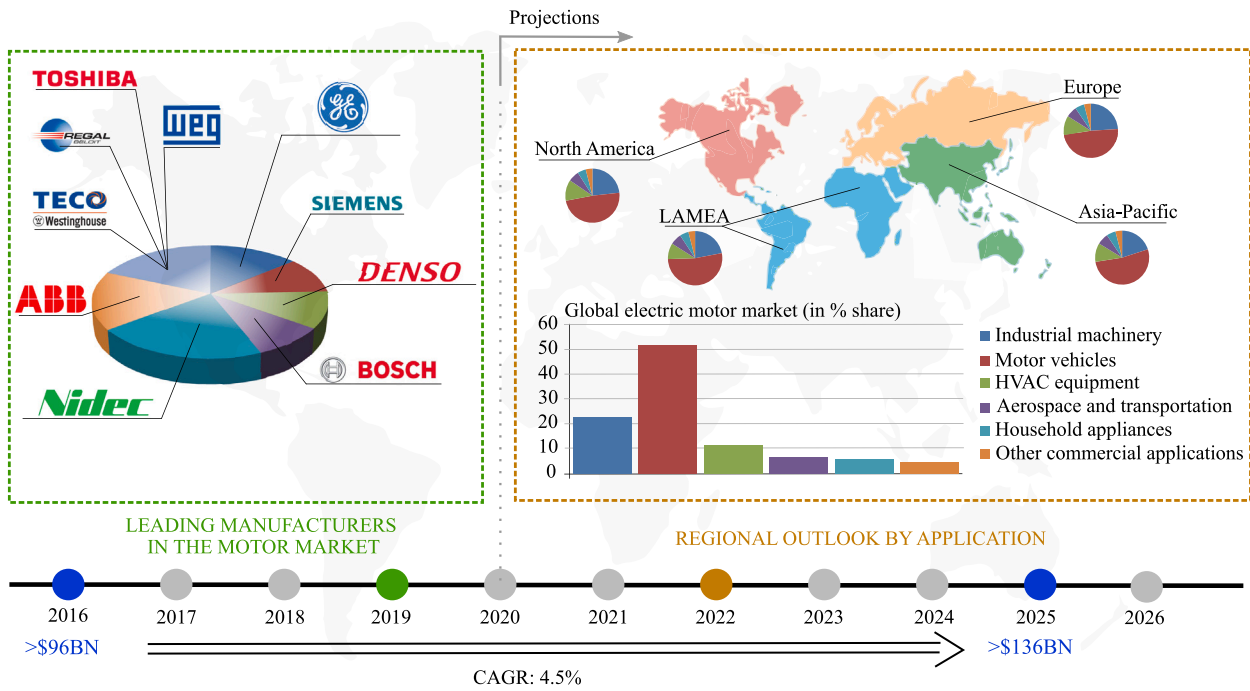 Projections
TOSHIBA
WEG
GE
REGAL
BELOIT
TECO
Westinghouse
SIEMENS
DENSO
ABB
BOSCH
Nidec
Europe
North America
LAMEA
Asia-Pacific
Global electric motor market (in % share)
60
50
40
30
20
10
0
Industrial machinery
Motor vehicles
HVAC equipment
Aerospace and transportation
Household appliances
Other commercial applications
LEADING MANUFACTURERS
IN THE MOTOR MARKET
REGIONAL OUTLOOK BY APPLICATION
2016 2017 2018 2019 2020 2021 2022 2023 2024 2025 2026
>$96BN >$136BN
CAGR: 4.5%